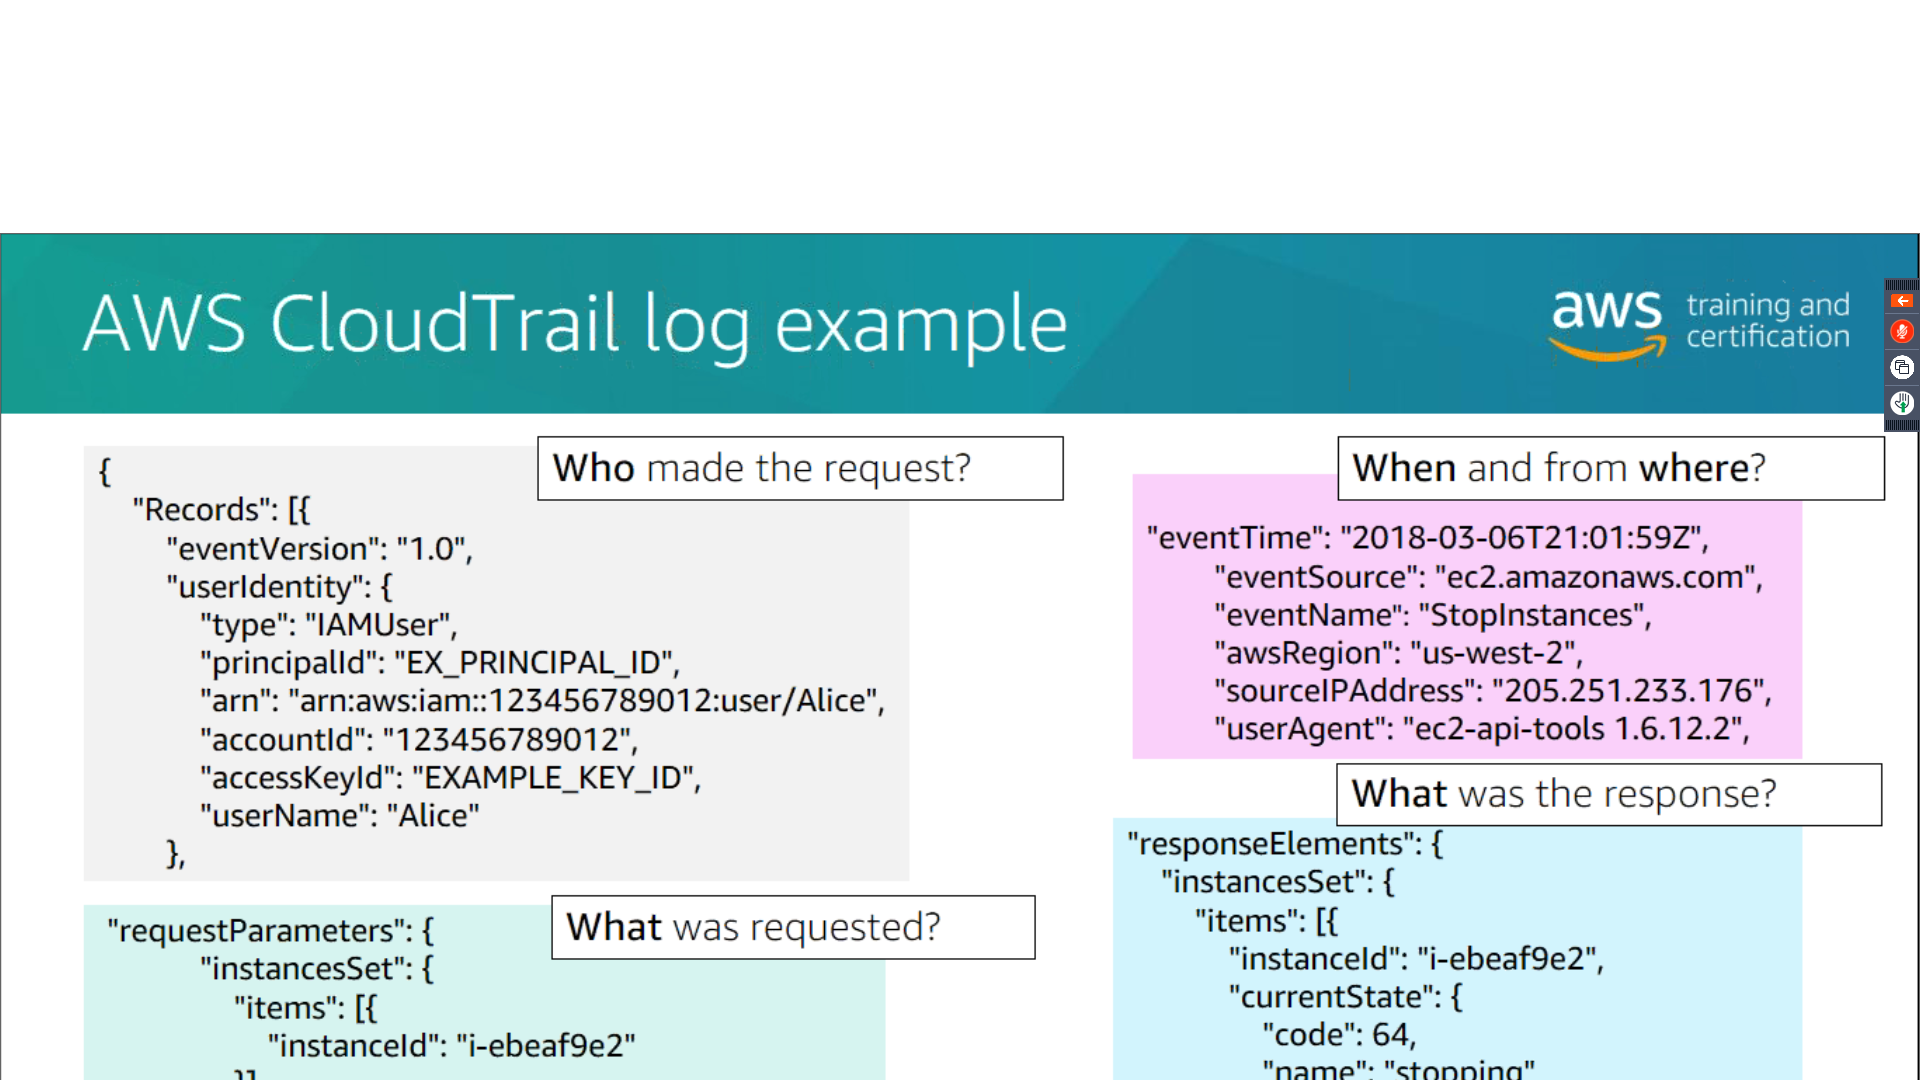 AWS CloudTrail log example
aws training and
certification
Who made the request?
{
"Records": [{
"eventVersion": "1.0",
"userIdentity": {
"type": "IAMUser",
"principalId": "EX_PRINCIPAL_ID",
"arn": "arn:aws:iam::123456789012:user/Alice",
"accountId": "123456789012",
"accessKeyId": "EXAMPLE_KEY_ID",
"userName": "Alice"
},
What was requested?
"requestParameters": {
"instancesSet": {
"items": [{
"instanceId": "i-ebeaf9e2"
}]
When and from where?
"eventTime": "2018-03-06T21:01:59Z",
"eventSource": "ec2.amazonaws.com",
"eventName": "StopInstances",
"awsRegion": "us-west-2",
"sourceIPAddress": "205.251.233.176",
"userAgent": "ec2-api-tools 1.6.12.2",
What was the response?
"responseElements": {
"instancesSet": {
"items": [{
"instanceId": "i-ebeaf9e2",
"currentState": {
"code": 64,
"name": "stopping"